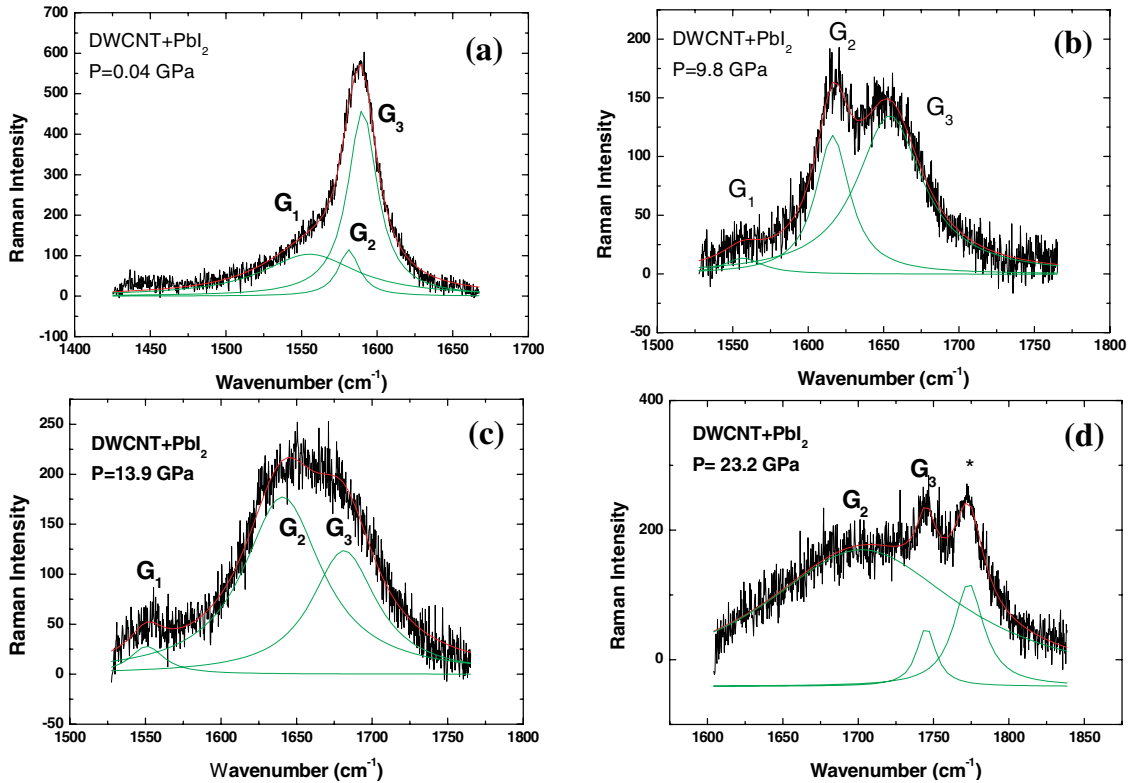 DWCNT+PbI₂
P=0.04 GPa
(a)
G₁
G₂
G₃
Raman Intensity
700
600
500
400
300
200
100
0
-100
1400 1450 1500 1550 1600 1650 1700
Wavenumber (cm⁻¹)
DWCNT+PbI₂
P=9.8 GPa
(b)
G₁
G₂
G₃
Raman Intensity
200
150
100
50
0
-50
1500 1550 1600 1650 1700 1750 1800
Wavenumber (cm⁻¹)
DWCNT+PbI₂
P=13.9 GPa
(c)
G₁
G₂
G₃
Raman Intensity
250
200
150
100
50
0
-50
1500 1550 1600 1650 1700 1750 1800
Wavenumber (cm⁻¹)
DWCNT+PbI₂
P= 23.2 GPa
(d)
G₂
G₃
*
Raman Intensity
400
200
0
1600 1650 1700 1750 1800 1850
Wavenumber (cm⁻¹)